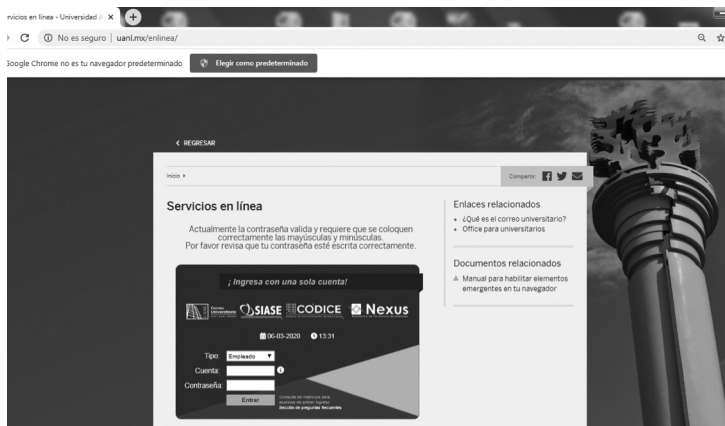 rvicios en línea - Universidad A
No es seguro | uanl.mx/enlinea/
Google Chrome no es tu navegador predeterminado
Elegir como predeterminado
< REGRESAR
Inicio
Compartir:
Servicios en línea
Actualmente la contraseña valida y requiere que se coloquen
correctamente las mayúsculas y minúsculas.
Por favor revisa que tu contraseña esté escrita correctamente.
¡ Ingresa con una sola cuenta!
Correo
Universitario
SIASE
CÓDICE
Nexus
06-03-2020 13:31
Tipo: Empleado
Cuenta:
Contraseña:
Entrar
Consulta de matrícula para
alumnos de primer ingreso
Sección de preguntas frecuentes
Enlaces relacionados
¿Qué es el correo universitario?
Office para universitarios
Documentos relacionados
Manual para habilitar elementos
emergentes en tu navegador